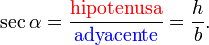 sec α = hipotenusa / adyacente = h / b.